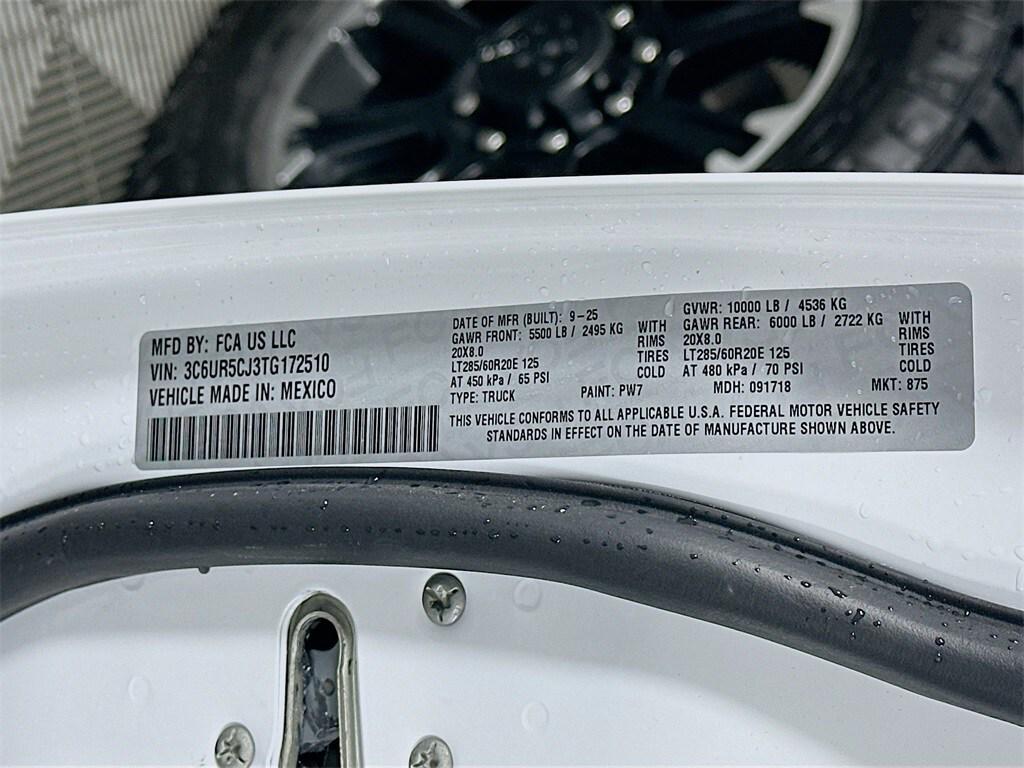 MFD BY: FCA US LLC
VIN: 3C6UR5CJ3TG172510
VEHICLE MADE IN: MEXICO
DATE OF MFR (BUILT): 9-25
GAWR FRONT: 5500 LB / 2495 KG
20X8.0
LT285/60R20E 125
AT 450 kPa / 65 PSI
WITH
RIMS
TIRES
COLD
GVWR: 10000 LB / 4536 KG
GAWR REAR: 6000 LB / 2722 KG
20X8.0
LT285/60R20E 125
AT 480 kPa / 70 PSI
WITH
RIMS
TIRES
COLD
TYPE: TRUCK PAINT: PW7 MDH: 091718 MKT: 875
THIS VEHICLE CONFORMS TO ALL APPLICABLE U.S.A. FEDERAL MOTOR VEHICLE SAFETY
STANDARDS IN EFFECT ON THE DATE OF MANUFACTURE SHOWN ABOVE.